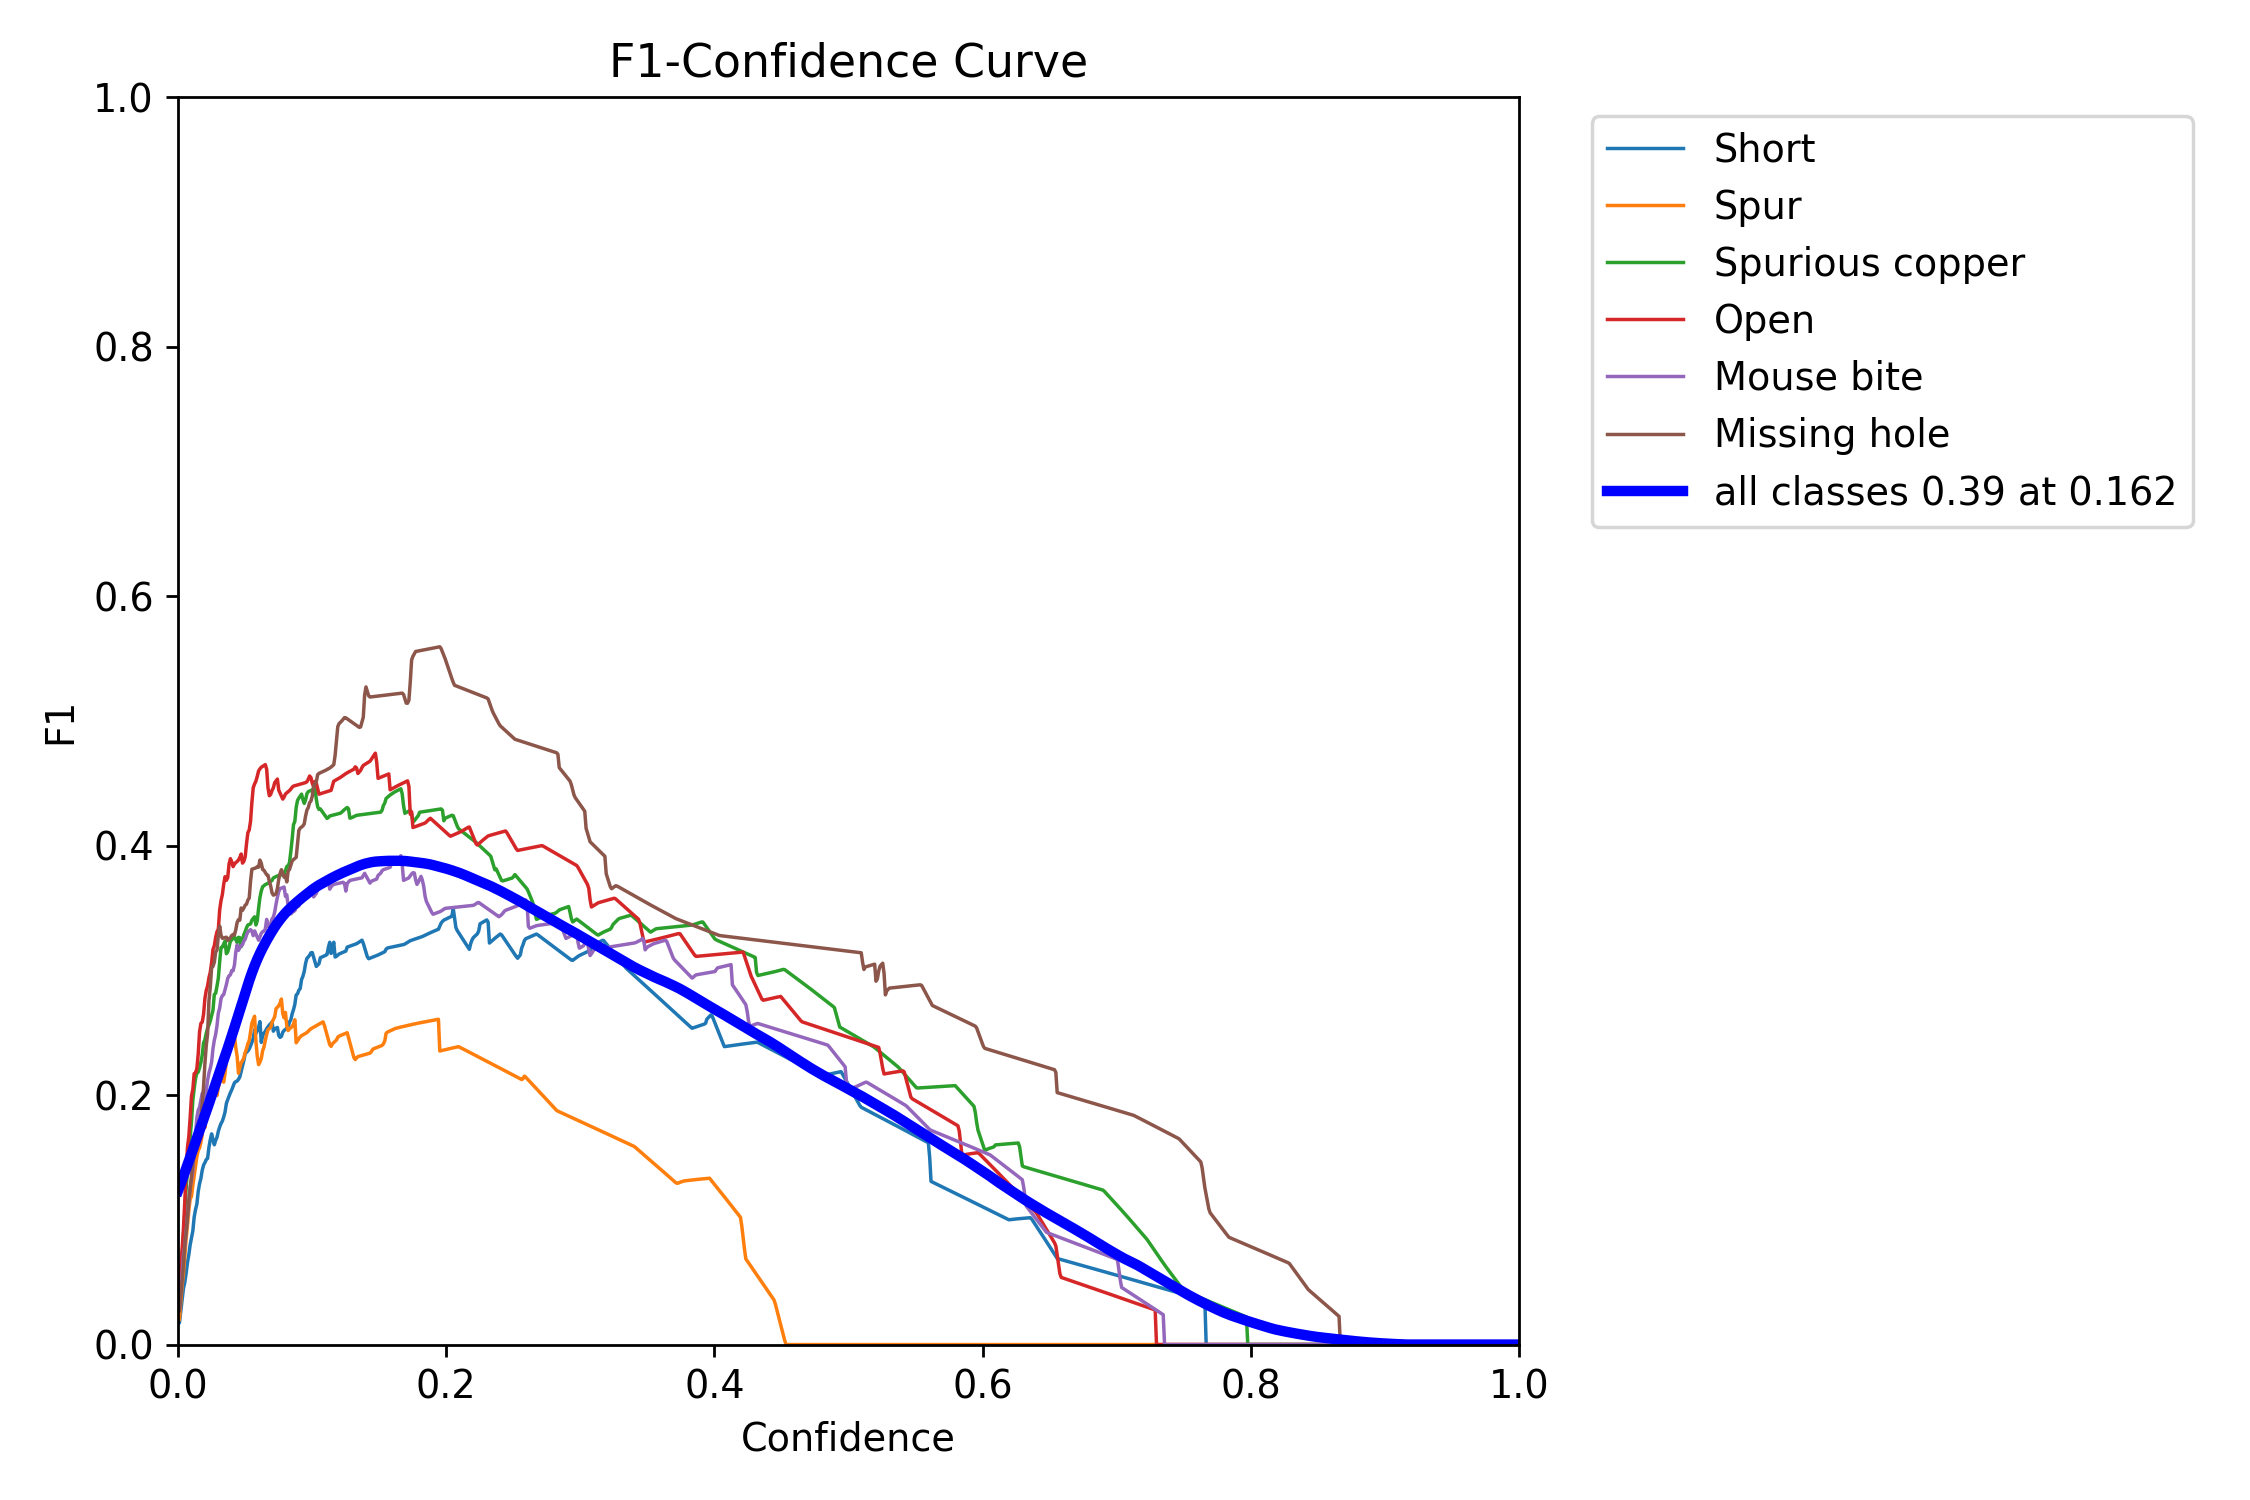 F1-Confidence Curve
1.0
0.8
0.6
0.4
0.2
0.0
F1
0.0 0.2 0.4 0.6 0.8 1.0
Confidence
Short
Spur
Spurious copper
Open
Mouse bite
Missing hole
all classes 0.39 at 0.162